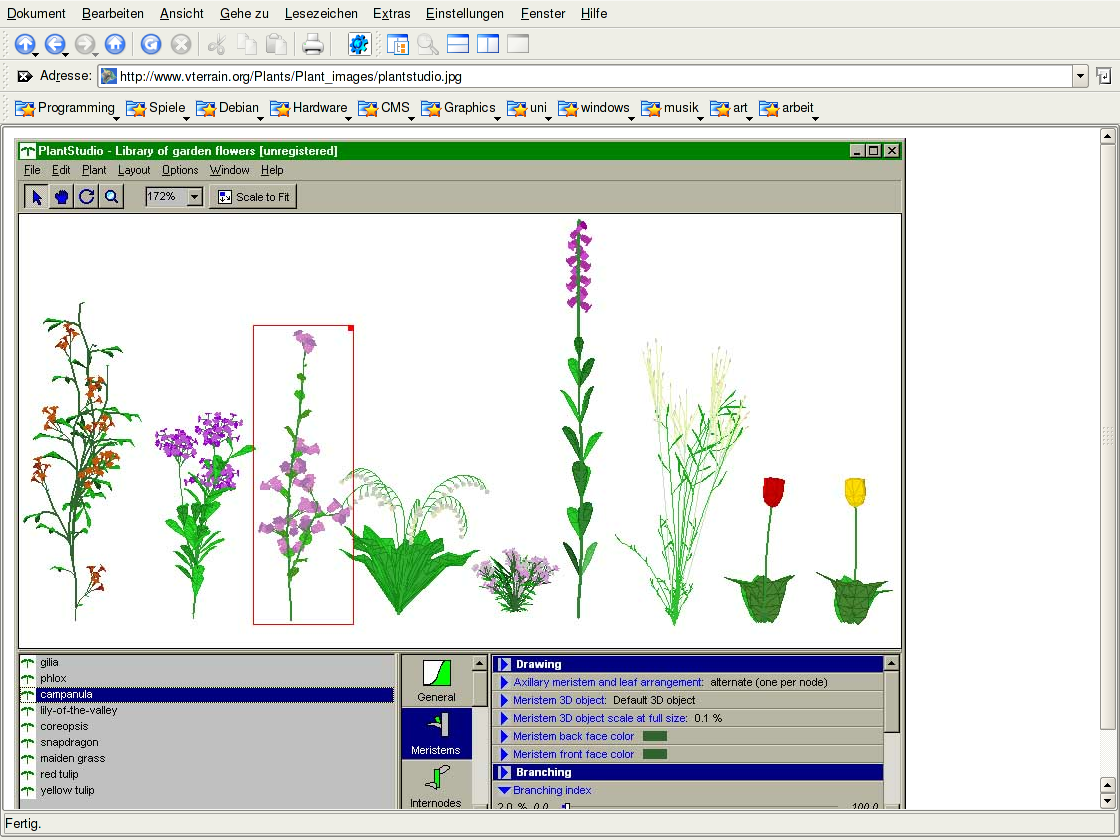 Dokument Bearbeiten Ansicht Gehe zu Lesezeichen Extras Einstellungen Fenster Hilfe
Adresse: http://www.vterrain.org/Plants/Plant_images/plantstudio.jpg
Programming Spiele Debian Hardware CMS Graphics uni windows musik art arbeit
PlantStudio - Library of garden flowers [unregistered]
File Edit Plant Layout Options Window Help
172% Scale to Fit
gilia
phlox
campanula
lily-of-the-valley
coreopsis
snapdragon
maiden grass
red tulip
yellow tulip
General
Meristems
Internodes
Drawing
Axillary meristem and leaf arrangement: alternate (one per node)
Meristem 3D object: Default 3D object
Meristem 3D object scale at full size: 0.1 %
Meristem back face color
Meristem front face color
Branching
Branching index
2.0 % 0.0 100.0
Fertig.